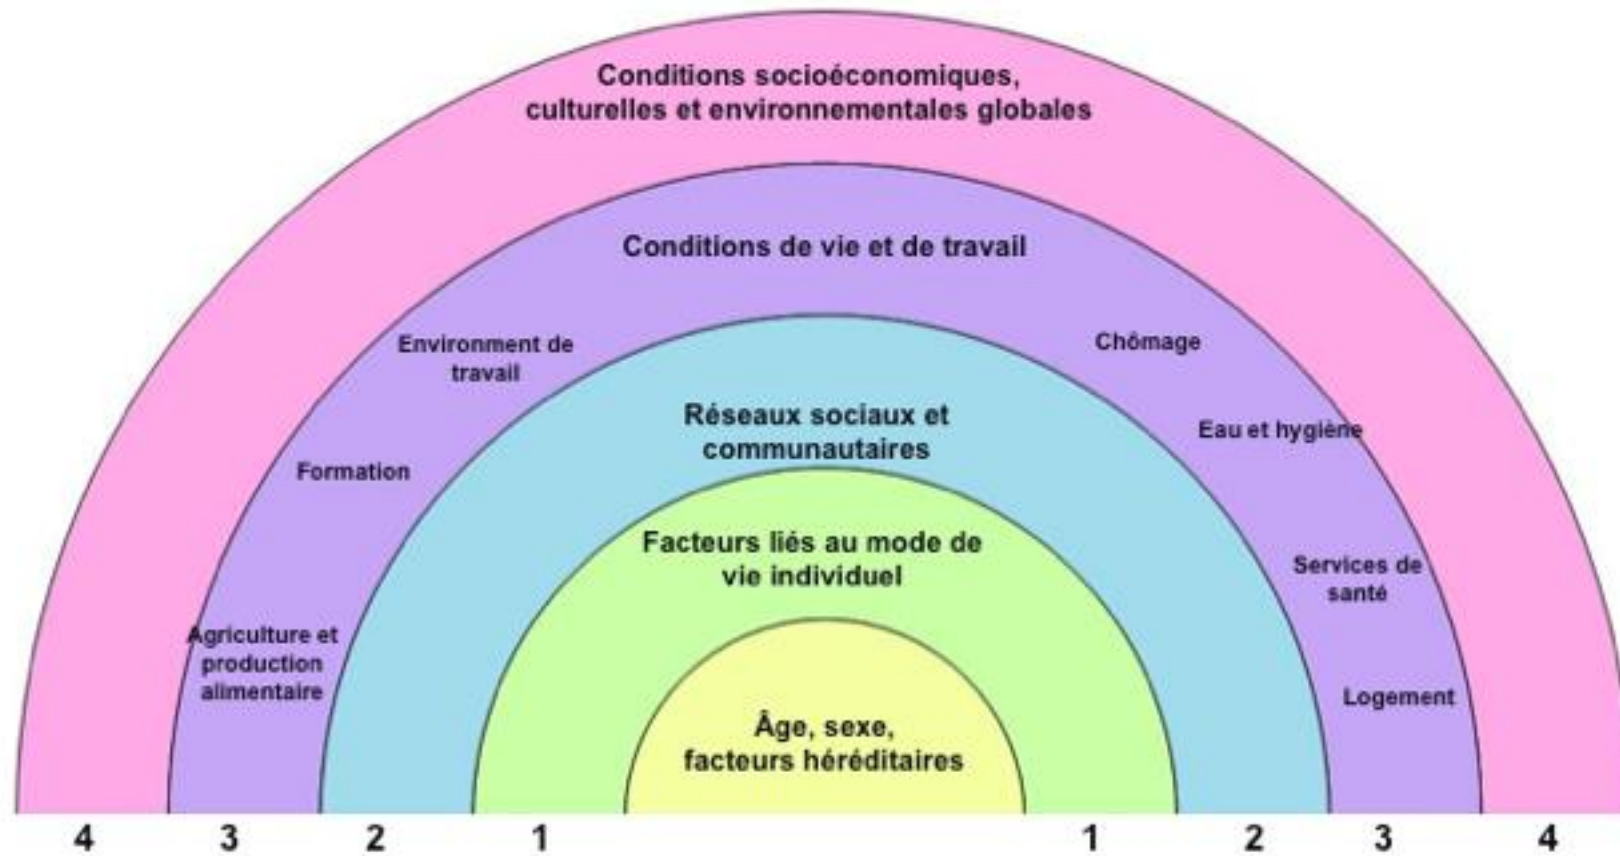 Conditions socioéconomiques,
culturelles et environnementales globales
Conditions de vie et de travail
Environment de
travail
Chômage
Réseaux sociaux et
communautaires
Eau et hygiène
Formation
Facteurs liés au mode de
vie individuel
Services de
santé
Agriculture et
production
alimentaire
Logement
Âge, sexe,
facteurs héréditaires
4 3 2 1 1 2 3 4